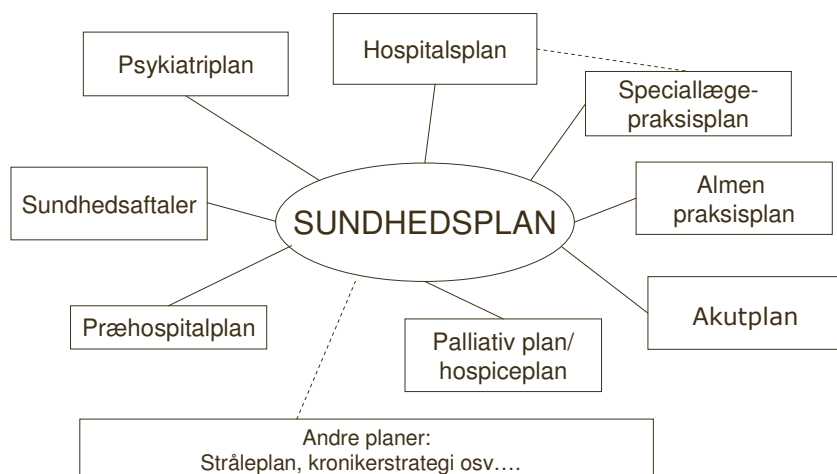 Hospitalsplan
Psykiatriplan
Speciallæge-
praksisplan
Sundhedsaftaler
SUNDHEDSPLAN
Almen
praksisplan
Præhospitalplan
Palliativ plan/
hospiceplan
Akutplan
Andre planer:
Stråleplan, kronikerstrategi osv....